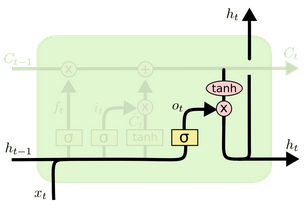 h_t
C_{t-1} C_t
tanh
x +
f_t i_t o_t x x
C̃_t
σ σ tanh σ
h_{t-1} h_t
x_t